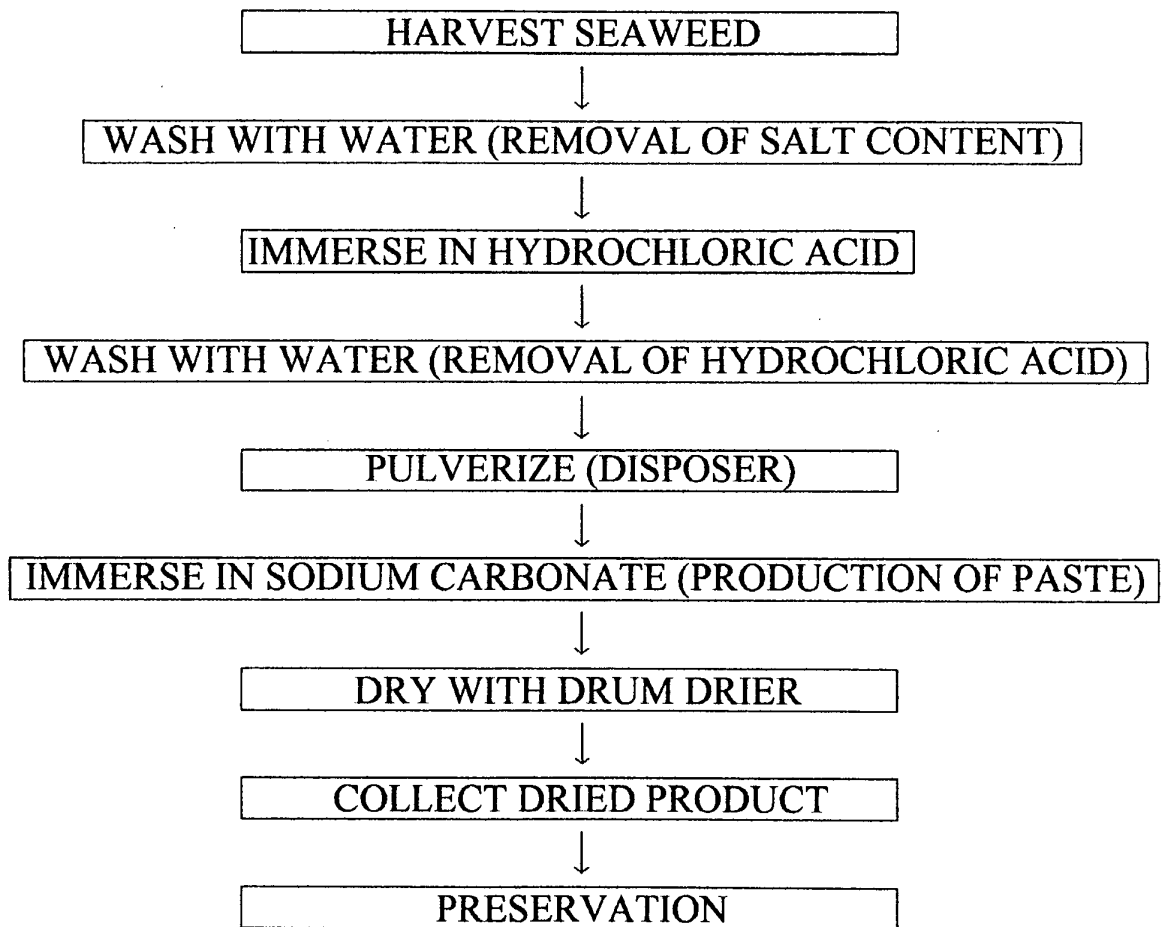 HARVEST SEAWEED
WASH WITH WATER (REMOVAL OF SALT CONTENT)
IMMERSE IN HYDROCHLORIC ACID
WASH WITH WATER (REMOVAL OF HYDROCHLORIC ACID)
PULVERIZE (DISPOSER)
IMMERSE IN SODIUM CARBONATE (PRODUCTION OF PASTE)
DRY WITH DRUM DRIER
COLLECT DRIED PRODUCT
PRESERVATION